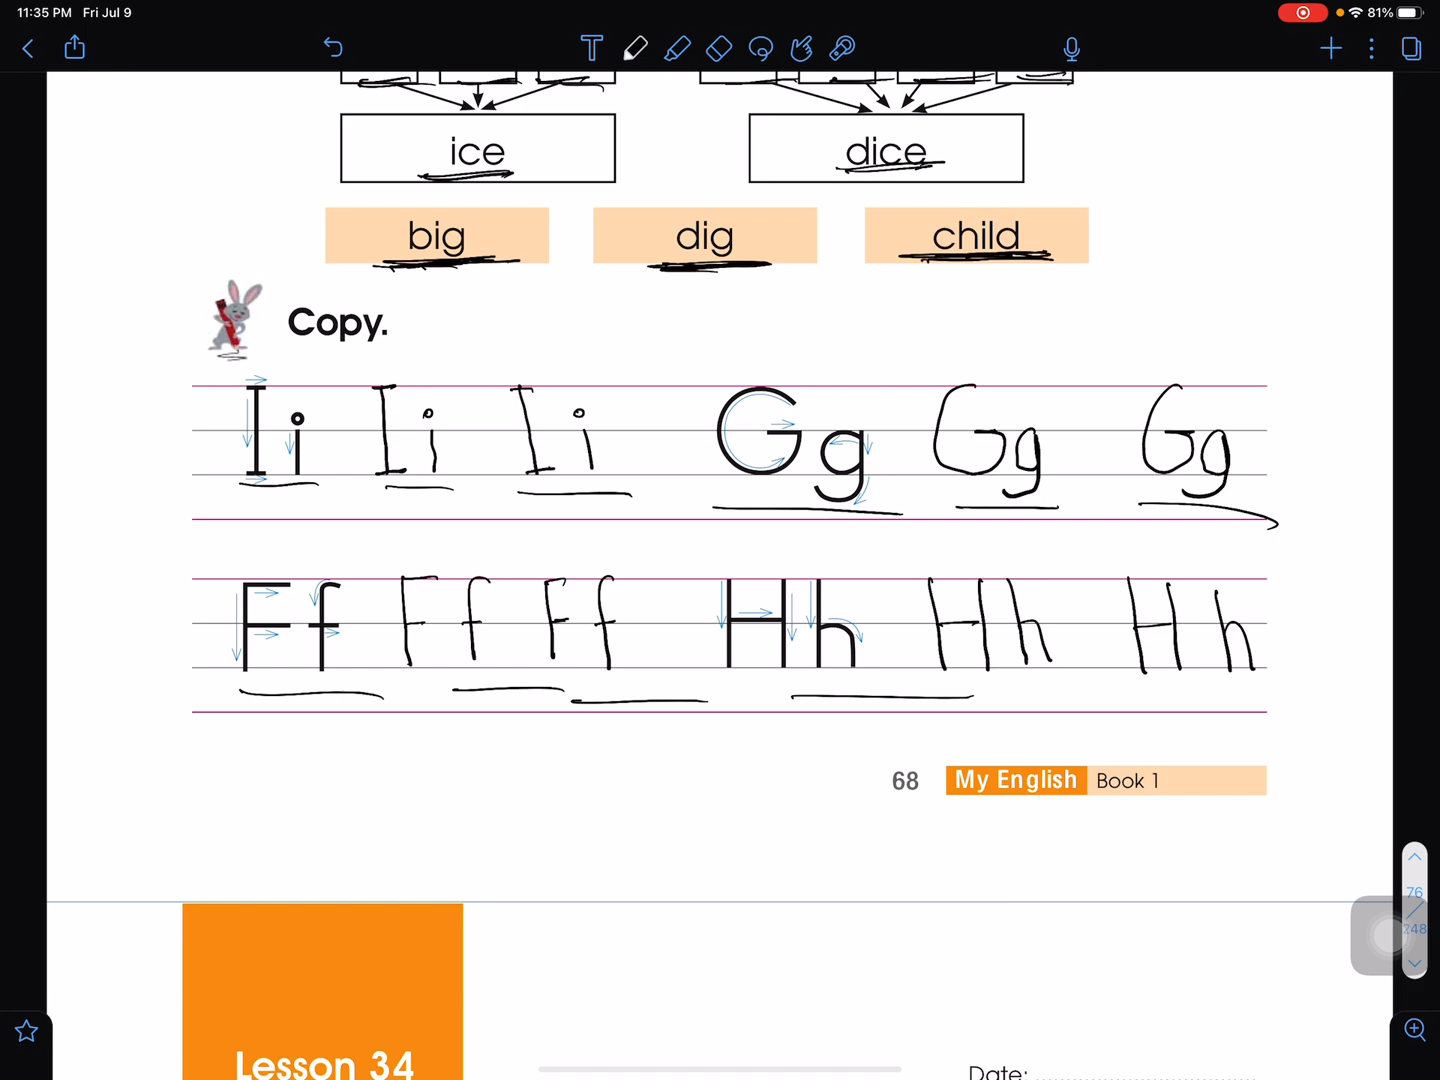 11:35 PM Fri Jul 9 81%
T
ice dice
big dig child
Copy.
Ii Ii Ii Gg Gg Gg
Ff Ff Ff Hh Hh Hh
68 My English Book 1
76
248
Lesson 34
Date: